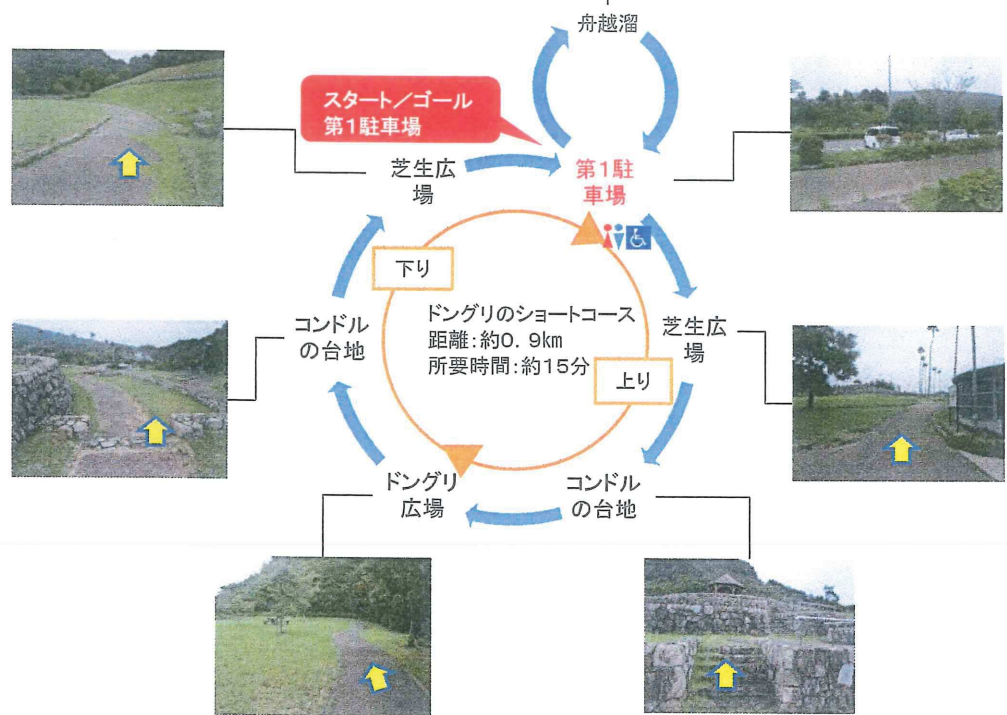 舟越溜
スタート／ゴール
第1駐車場
芝生広
場
第1駐
車場
下り
コンドル
の台地
ドングリのショートコース
距離：約0．9km
所要時間：約15分
芝生広
場
上り
ドングリ
広場
コンドル
の台地